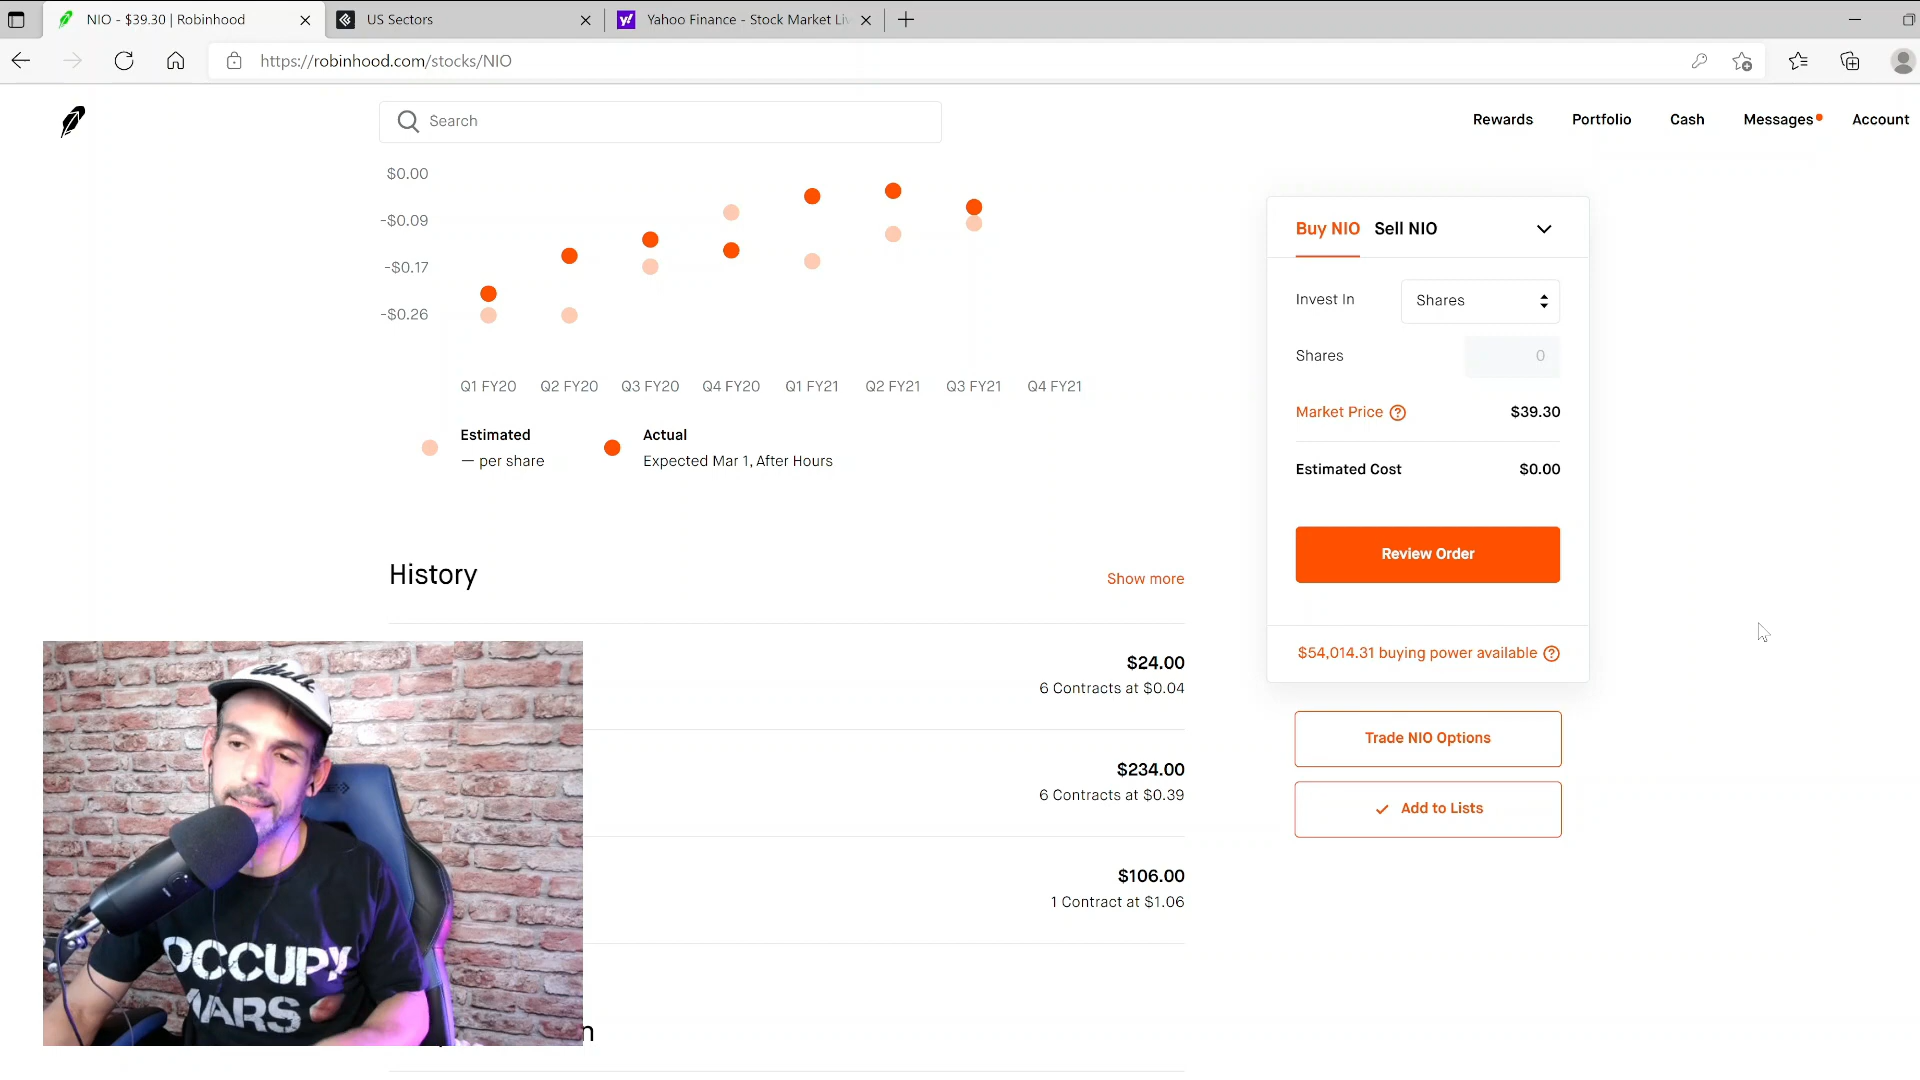 NIO - $39.30 | Robinhood
US Sectors
Yahoo Finance - Stock Market Liv
https://robinhood.com/stocks/NIO
Search
Rewards
Portfolio
Cash
Messages
Account
$0.00
-$0.09
-$0.17
-$0.26
Q1 FY20 Q2 FY20 Q3 FY20 Q4 FY20 Q1 FY21 Q2 FY21 Q3 FY21 Q4 FY21
Estimated
— per share
Actual
Expected Mar 1, After Hours
Buy NIO Sell NIO
Invest In Shares
Shares 0
Market Price $39.30
Estimated Cost $0.00
Review Order
$54,014.31 buying power available
Trade NIO Options
Add to Lists
History
Show more
$24.00
6 Contracts at $0.04
$234.00
6 Contracts at $0.39
$106.00
1 Contract at $1.06
OCCUPY
MARS